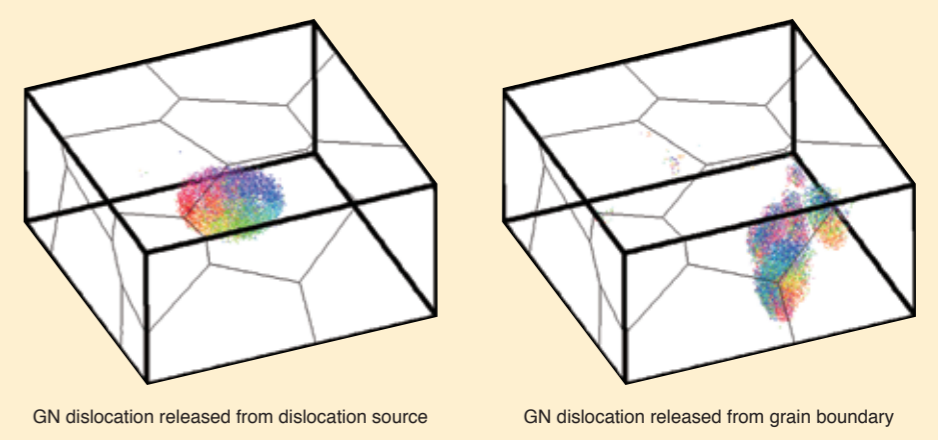 GN dislocation released from dislocation source
GN dislocation released from grain boundary